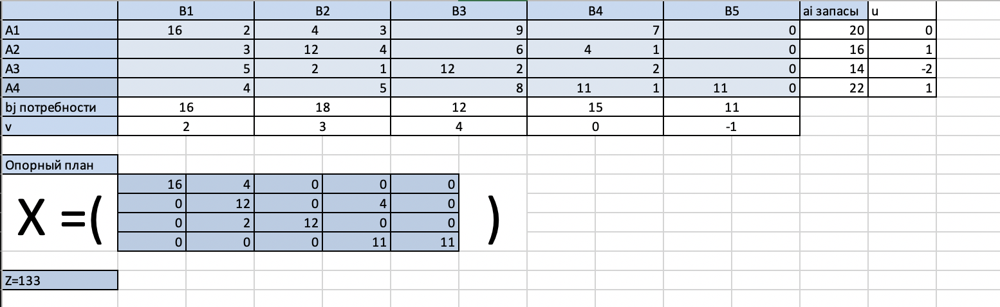 B1 B2 B3 B4 B5 ai запасы u
A1 16 2 4 3 9 7 0 20 0
A2 3 12 4 6 4 1 0 16 1
A3 5 2 1 12 2 2 0 14 -2
A4 4 5 8 11 1 11 0 22 1
bj потребности 16 18 12 15 11
v 2 3 4 0 -1
Опорный план
16 4 0 0 0
0 12 0 4 0
X =( )
0 2 12 0 0
0 0 0 11 11
Z=133